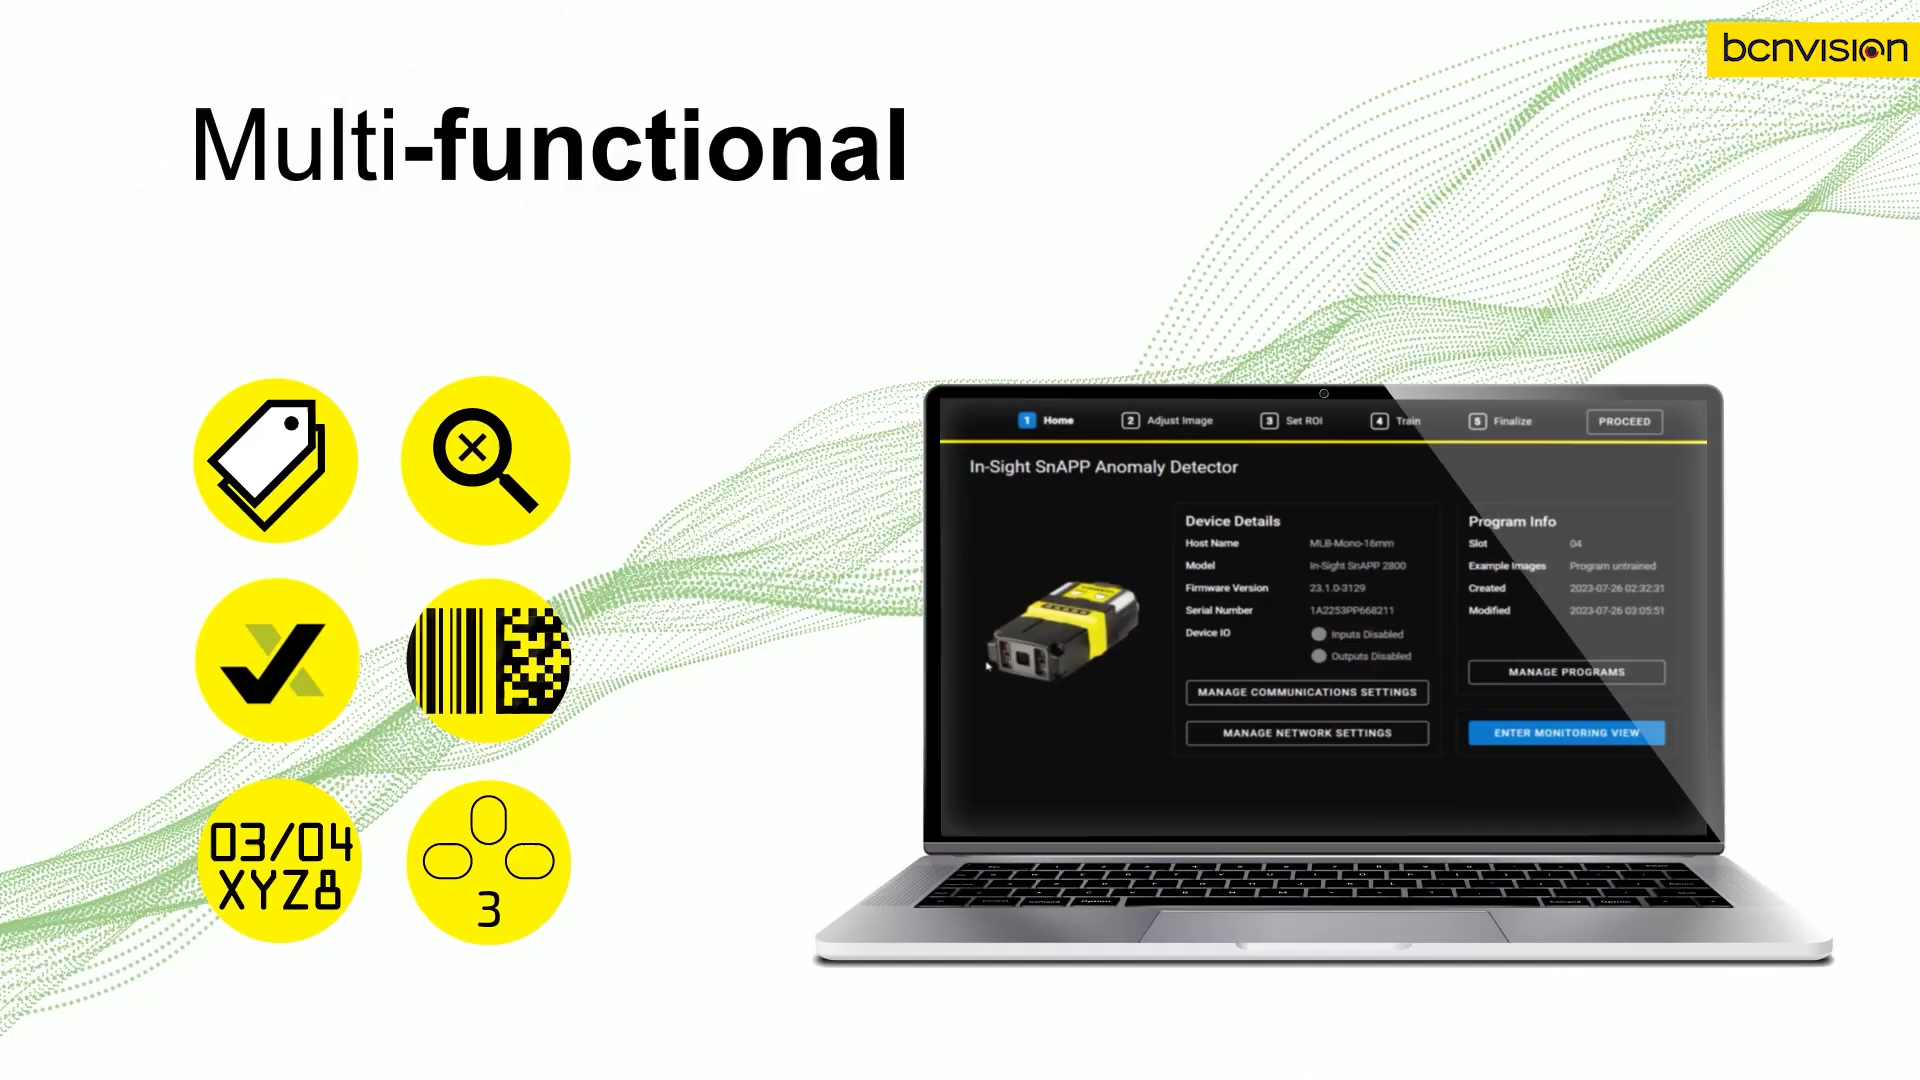 bcnvision
Multi-functional
03/04
XYZ8
3
1 Home 2 Adjust Image 3 Set ROI 4 Train 5 Finalize PROCEED
In-Sight SnAPP Anomaly Detector
Device Details
Host Name MLB-Mono-16mm
Model In-Sight SnAPP 2800
Firmware Version 23.1.0-3129
Serial Number 1A2253PP668211
Device IO Inputs Disabled
Outputs Disabled
MANAGE COMMUNICATIONS SETTINGS
MANAGE NETWORK SETTINGS
Program Info
Slot 04
Example Images Program untrained
Created 2023-07-26 02:32:31
Modified 2023-07-26 03:05:51
MANAGE PROGRAMS
ENTER MONITORING VIEW